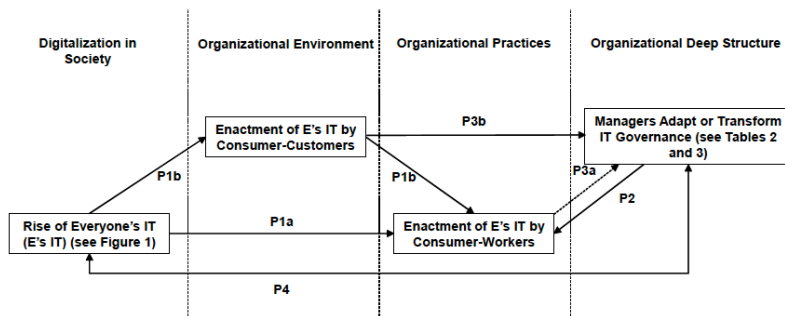 Digitalization in
Society
Organizational Environment
Organizational Practices
Organizational Deep Structure
Enactment of E's IT by
Consumer-Customers
P3b
Managers Adapt or Transform
IT Governance (see Tables 2
and 3)
P1b
P1b
P3a
P2
Rise of Everyone's IT
(E's IT) (see Figure 1)
P1a
Enactment of E's IT by
Consumer-Workers
P4